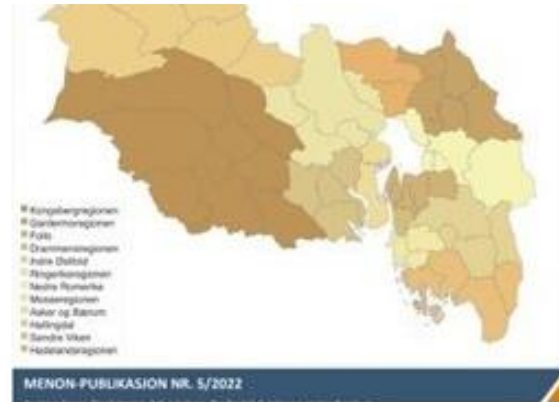 Kongsbergregionen
Gardermoregionen
Follo
Drammensregionen
Indre Østfold
Ringeriksregionen
Nedre Romerike
Mosseregionen
Asker og Bærum
Hallingdal
Søndre Viken
Hadelandsregionen
MENON-PUBLIKASJON NR. 5/2022